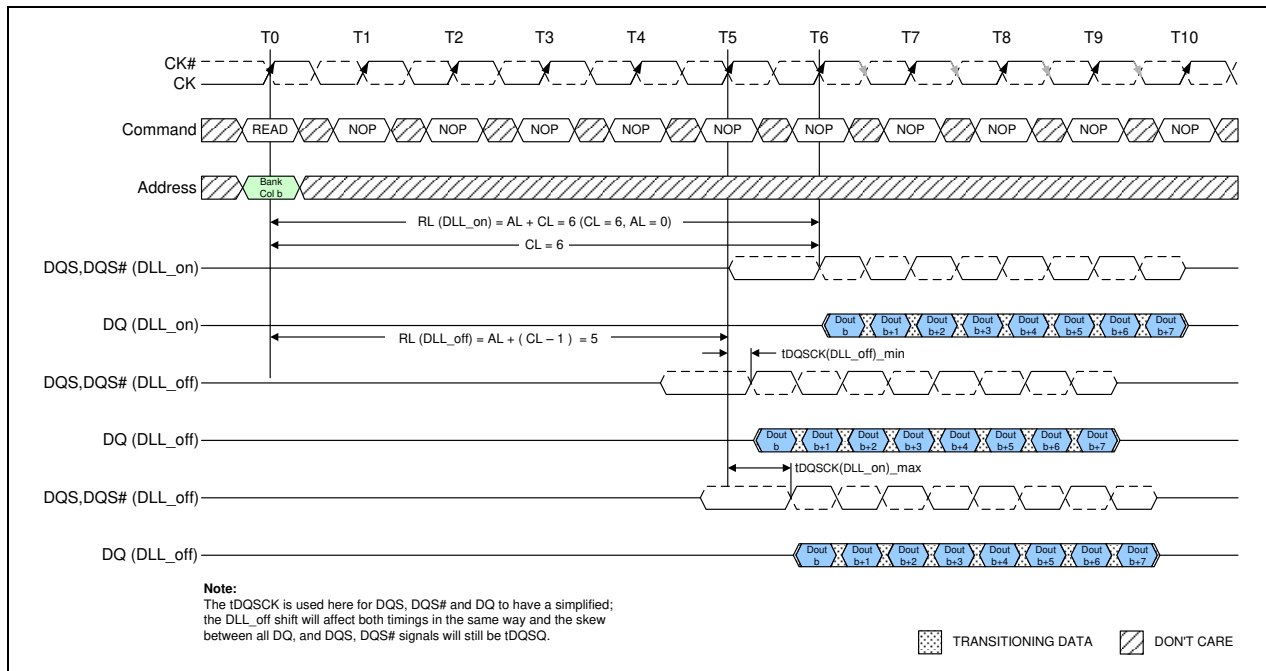 T0 T1 T2 T3 T4 T5 T6 T7 T8 T9 T10
CK#
CK
Command READ NOP NOP NOP NOP NOP NOP NOP NOP NOP NOP
Address Bank
Col b
RL (DLL_on) = AL + CL = 6 (CL = 6, AL = 0)
CL = 6
DQS,DQS# (DLL_on)
DQ (DLL_on) Dout Dout Dout Dout Dout Dout Dout Dout
b b+1 b+2 b+3 b+4 b+5 b+6 b+7
RL (DLL_off) = AL + ( CL – 1 ) = 5
tDQSCK(DLL_off)_min
DQS,DQS# (DLL_off)
DQ (DLL_off) Dout Dout Dout Dout Dout Dout Dout Dout
b b+1 b+2 b+3 b+4 b+5 b+6 b+7
tDQSCK(DLL_on)_max
DQS,DQS# (DLL_off)
DQ (DLL_off) Dout Dout Dout Dout Dout Dout Dout Dout
b b+1 b+2 b+3 b+4 b+5 b+6 b+7
Note:
The tDQSCK is used here for DQS, DQS# and DQ to have a simplified;
the DLL_off shift will affect both timings in the same way and the skew
between all DQ, and DQS, DQS# signals will still be tDQSQ.
TRANSITIONING DATA DON'T CARE